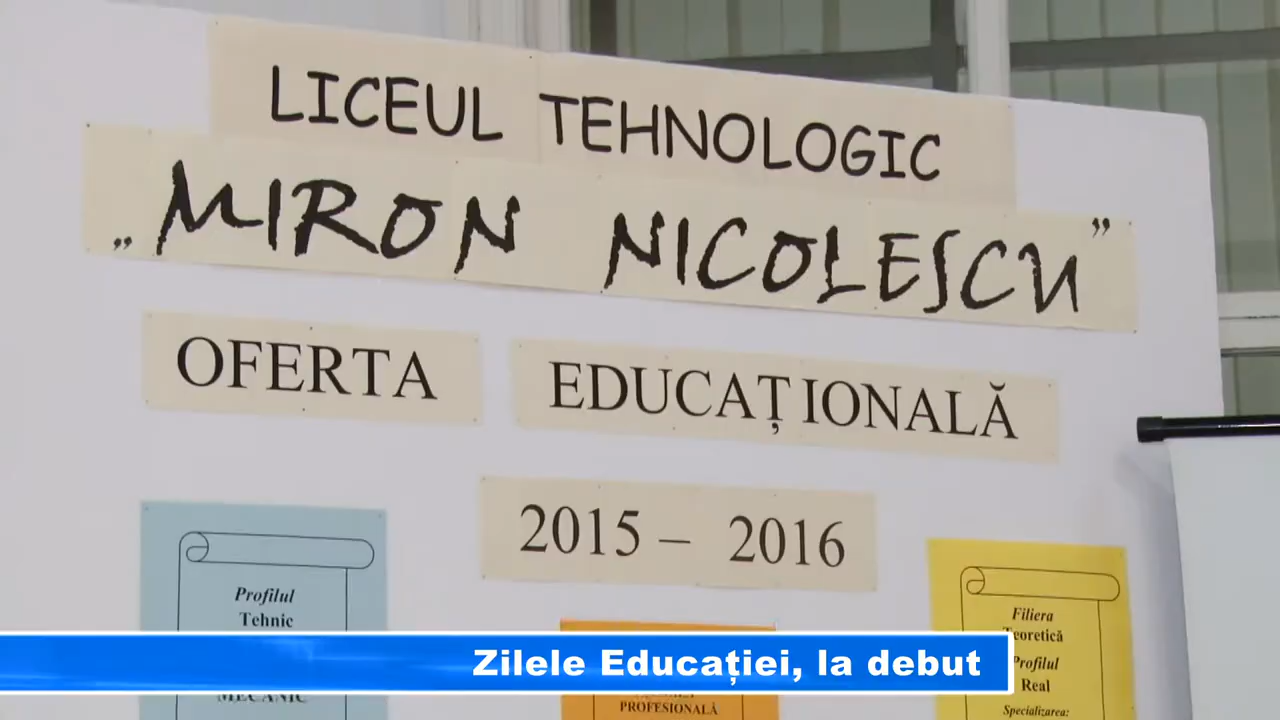 LICEUL TEHNOLOGIC
„MIRON NICOLESCU”
OFERTA EDUCAȚIONALĂ
2015 – 2016
Profilul
Tehnic
MECANIC
PROFESIONALĂ
Filiera
Teoretică
Profilul
Real
Specializarea:
Zilele Educației, la debut